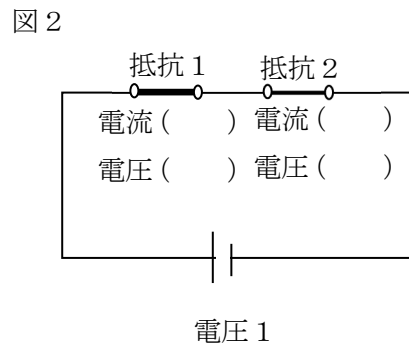 図２
抵抗１　抵抗２
電流（　　）電流（　　）
電圧（　　）電圧（　　）
電圧１